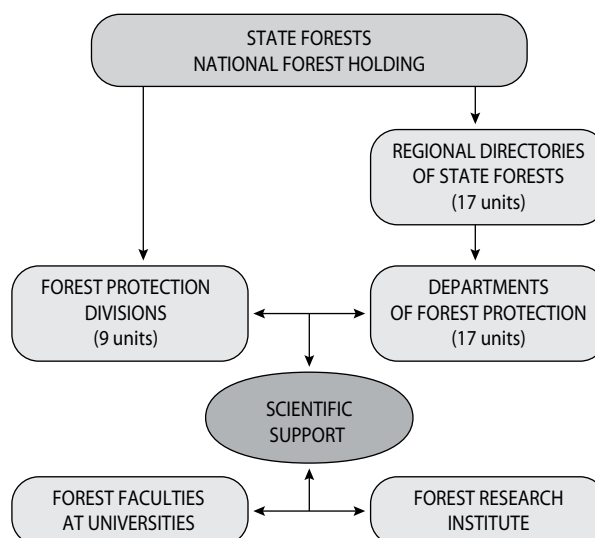 STATE FORESTS
NATIONAL FOREST HOLDING
REGIONAL DIRECTORIES
OF STATE FORESTS
(17 units)
FOREST PROTECTION
DIVISIONS
(9 units)
DEPARTMENTS
OF FOREST PROTECTION
(17 units)
SCIENTIFIC
SUPPORT
FOREST FACULTIES
AT UNIVERSITIES
FOREST RESEARCH
INSTITUTE